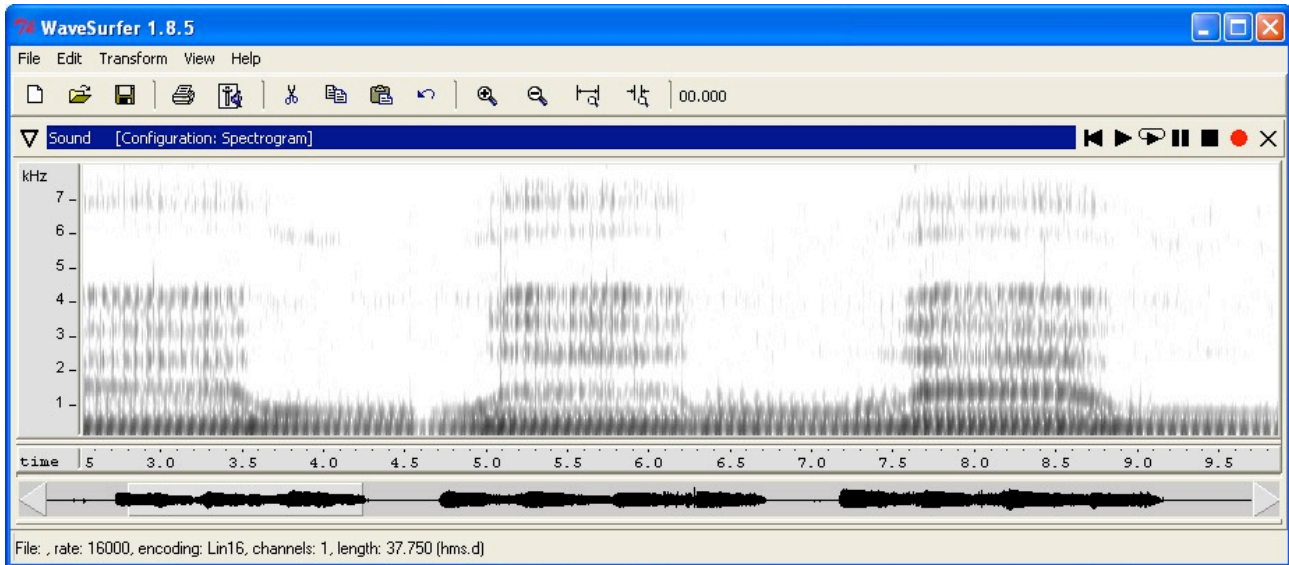 WaveSurfer 1.8.5
File Edit Transform View Help
00.000
Sound [Configuration: Spectrogram]
kHz
7
6
5
4
3
2
1
time 5 3.0 3.5 4.0 4.5 5.0 5.5 6.0 6.5 7.0 7.5 8.0 8.5 9.0 9.5
File: , rate: 16000, encoding: Lin16, channels: 1, length: 37.750 (hms.d)